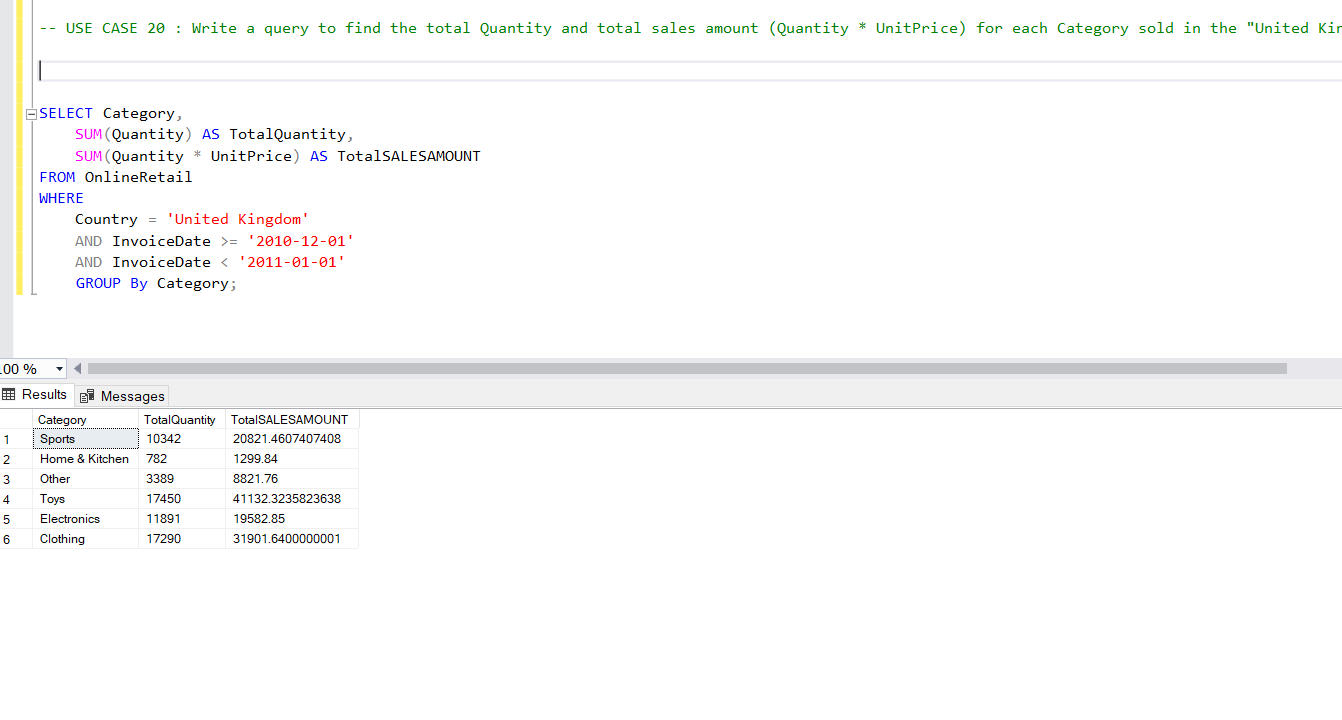 -- USE CASE 20 : Write a query to find the total Quantity and total sales amount (Quantity * UnitPrice) for each Category sold in the "United
SELECT Category,
SUM(Quantity) AS TotalQuantity,
SUM(Quantity * UnitPrice) AS TotalSALESAMOUNT
FROM OnlineRetail
WHERE
Country = 'United Kingdom'
AND InvoiceDate >= '2010-12-01'
AND InvoiceDate < '2011-01-01'
GROUP By Category;
.00 %
Results Messages
Category TotalQuantity TotalSALESAMOUNT
1 Sports 10342 20821.4607407408
2 Home & Kitchen 782 1299.84
3 Other 3389 8821.76
4 Toys 17450 41132.3235823638
5 Electronics 11891 19582.85
6 Clothing 17290 31901.6400000001